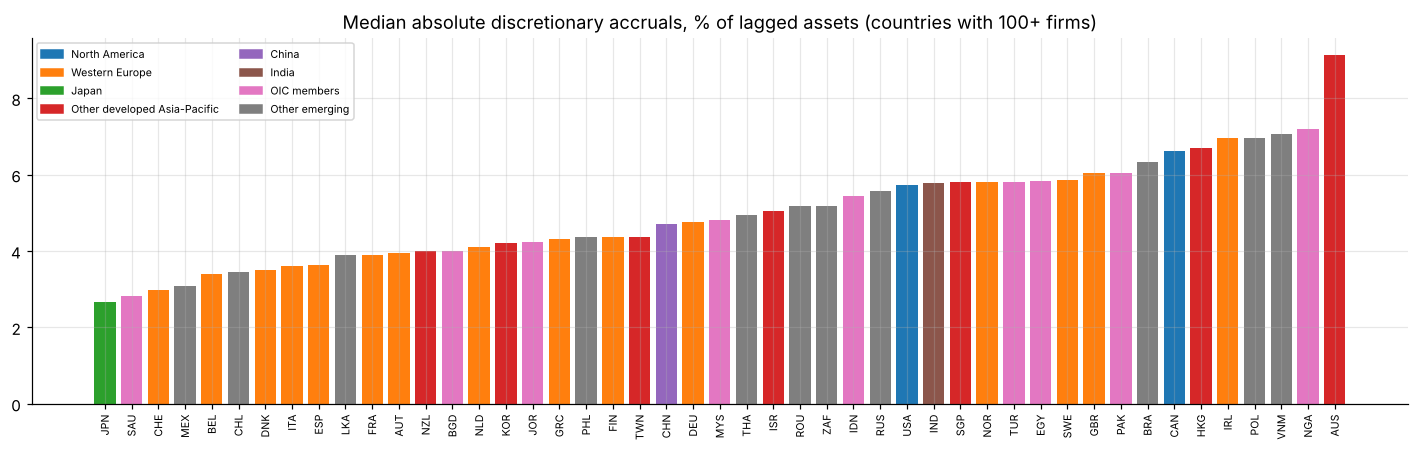 Median absolute discretionary accruals, % of lagged assets (countries with 100+ firms)
North America
Western Europe
Japan
Other developed Asia-Pacific
China
India
OIC members
Other emerging
8
6
4
2
0
JPN SAU CHE MEX BEL CHL DNK ITA ESP LKA FRA AUT NZL BGD NLD KOR JOR GRC PHL FIN TWN CHN DEU MYS THA ISR ROU ZAF IDN RUS USA IND SGP NOR TUR EGY SWE GBR PAK BRA CAN HKG IRL POL VNM NGA AUS